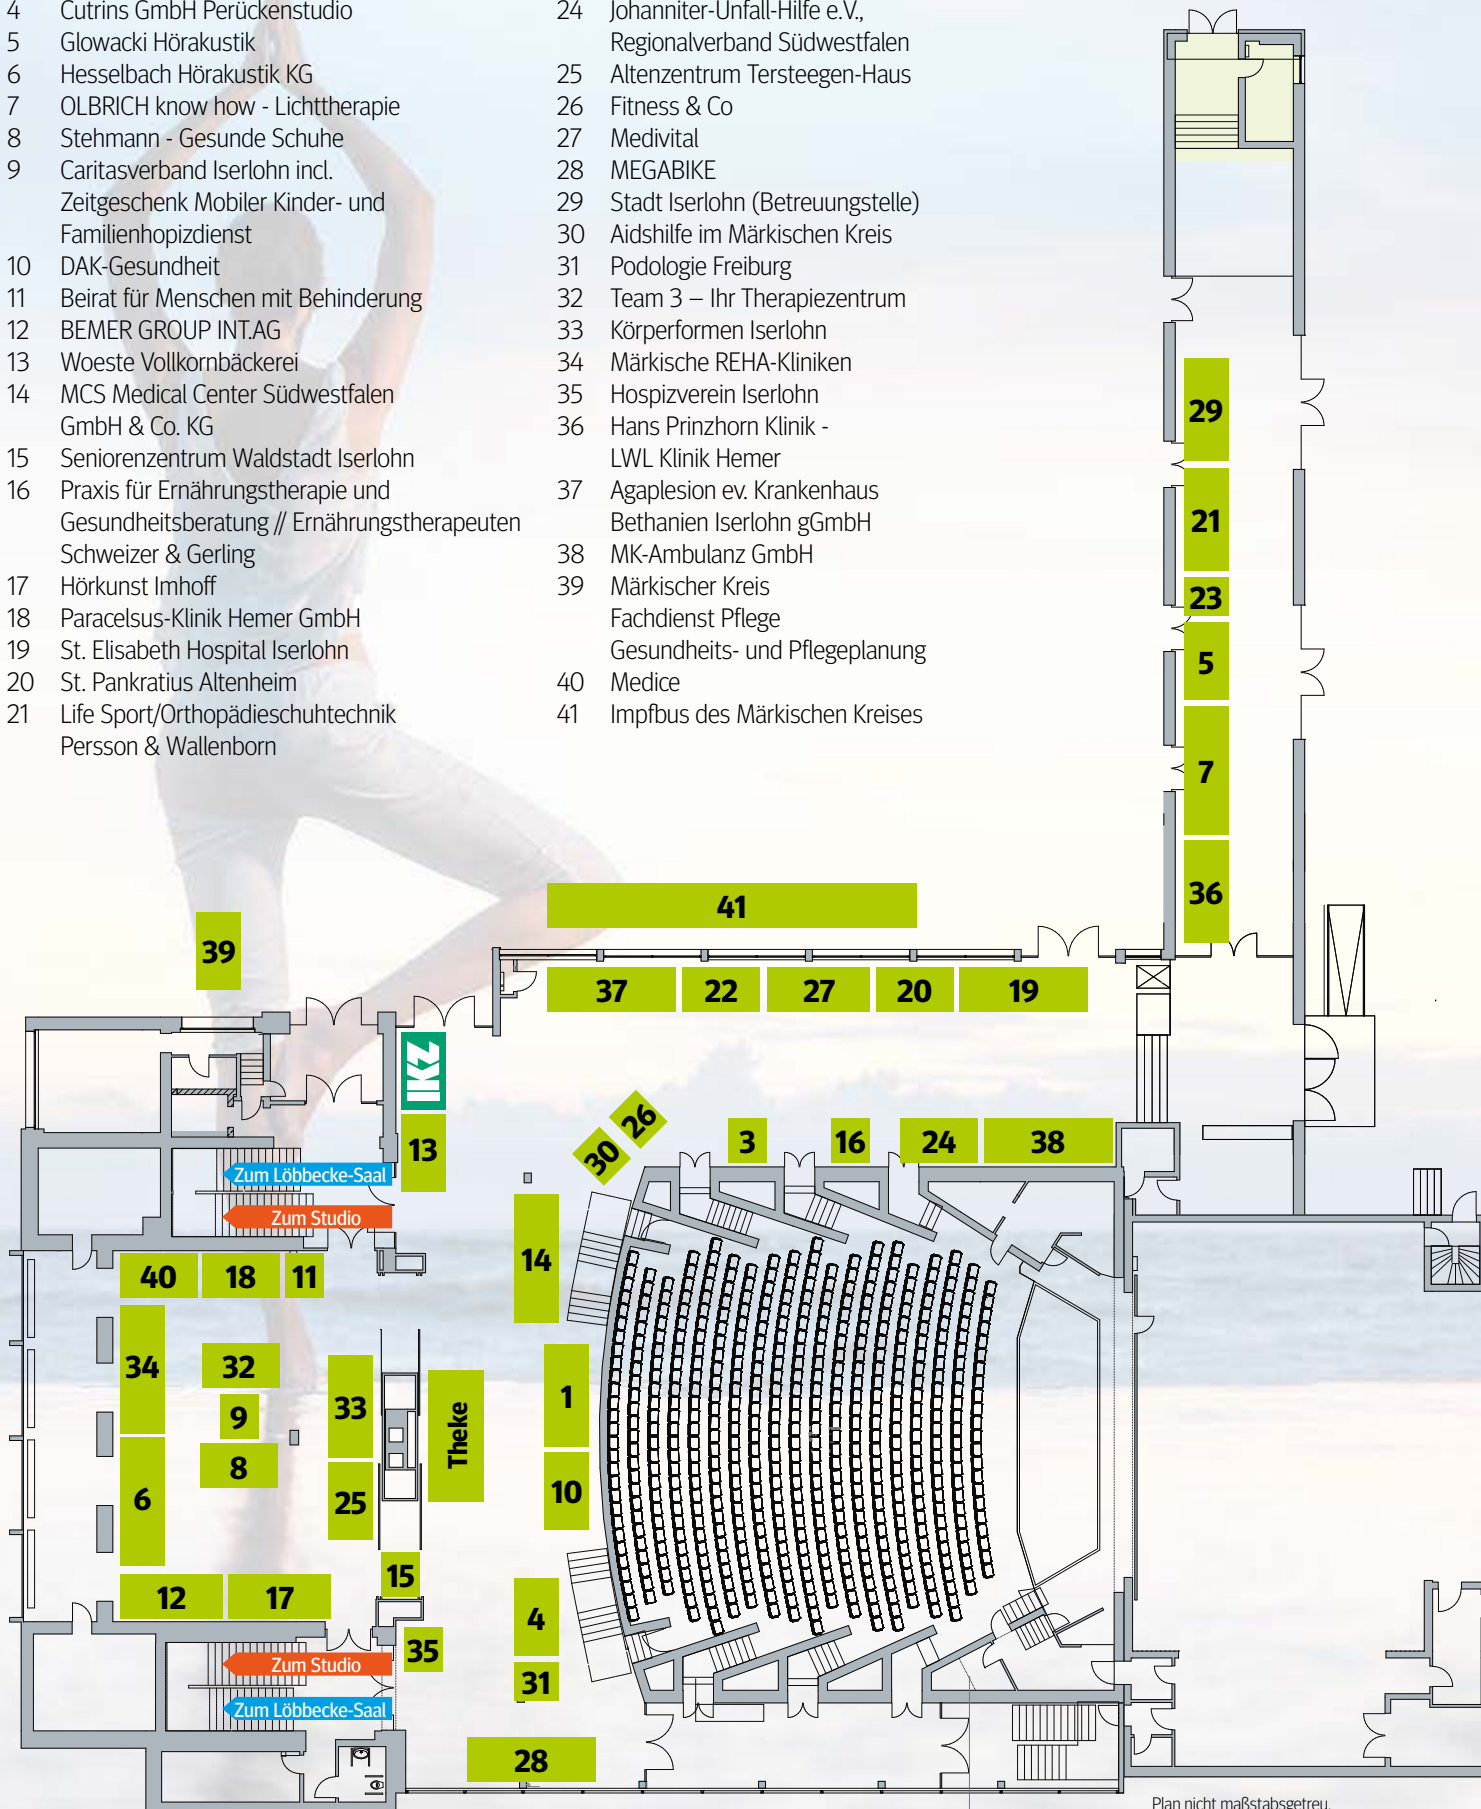 4 Cutrins GmbH Perückenstudio
5 Glowacki Hörakustik
6 Hesselbach Hörakustik KG
7 OLBRICH know how - Lichttherapie
8 Stehmann - Gesunde Schuhe
9 Caritasverband Iserlohn incl.
Zeitgeschenk Mobiler Kinder- und
Familienhopizdienst
10 DAK-Gesundheit
11 Beirat für Menschen mit Behinderung
12 BEMER GROUP INT.AG
13 Woeste Vollkornbäckerei
14 MCS Medical Center Südwestfalen
GmbH & Co. KG
15 Seniorenzentrum Waldstadt Iserlohn
16 Praxis für Ernährungstherapie und
Gesundheitsberatung // Ernährungstherapeuten
Schweizer & Gerling
17 Hörkunst Imhoff
18 Paracelsus-Klinik Hemer GmbH
19 St. Elisabeth Hospital Iserlohn
20 St. Pankratius Altenheim
21 Life Sport/Orthopädieschuhtechnik
Persson & Wallenborn
24 Johanniter-Unfall-Hilfe e.V.,
Regionalverband Südwestfalen
25 Altenzentrum Tersteegen-Haus
26 Fitness & Co
27 Medivital
28 MEGABIKE
29 Stadt Iserlohn (Betreuungstelle)
30 Aidshilfe im Märkischen Kreis
31 Podologie Freiburg
32 Team 3 – Ihr Therapiezentrum
33 Körperformen Iserlohn
34 Märkische REHA-Kliniken
35 Hospizverein Iserlohn
36 Hans Prinzhorn Klinik -
LWL Klinik Hemer
37 Agaplesion ev. Krankenhaus
Bethanien Iserlohn gGmbH
38 MK-Ambulanz GmbH
39 Märkischer Kreis
Fachdienst Pflege
Gesundheits- und Pflegeplanung
40 Medice
41 Impfbus des Märkischen Kreises
29
21
23
5
7
36
41
39
37 22 27 20 19
IKZ
13
30 26 3 16 24 38
Zum Löbbecke-Saal
Zum Studio
14
40 18 11
34 32 33 1
9
Theke
8
6 25 10
15
12 17
4
35
31
Zum Studio
Zum Löbbecke-Saal
28
Plan nicht maßstabsgetreu.